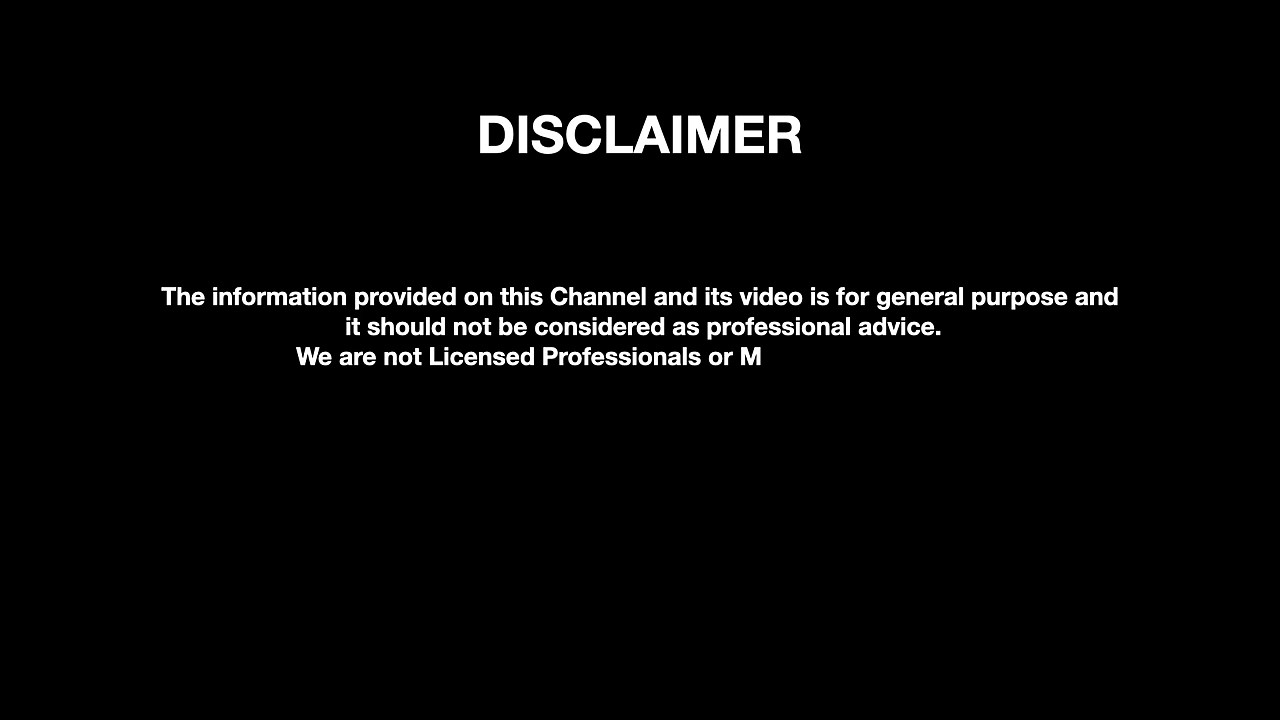 DISCLAIMER
The information provided on this Channel and its video is for general purpose and
it should not be considered as professional advice.
We are not Licensed Professionals or M